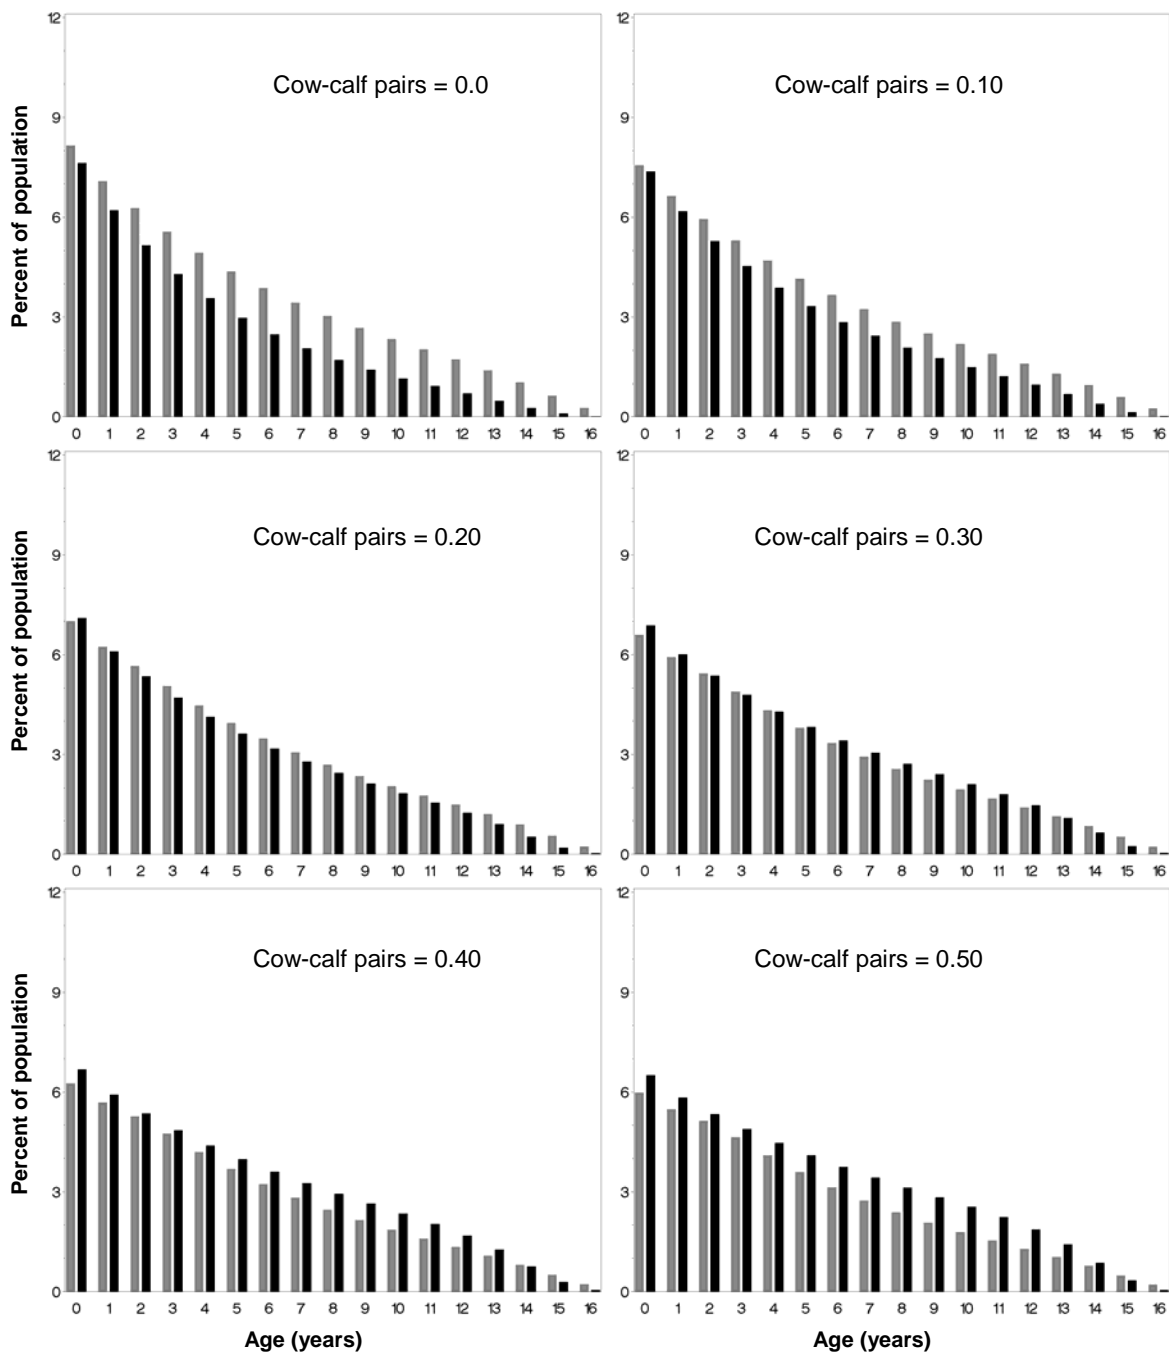 12
9
6
3
0
Percent of population
Cow-calf pairs = 0.0
0 1 2 3 4 5 6 7 8 9 10 11 12 13 14 15 16
12
9
6
3
0
Cow-calf pairs = 0.10
0 1 2 3 4 5 6 7 8 9 10 11 12 13 14 15 16
12
9
6
3
0
Percent of population
Cow-calf pairs = 0.20
0 1 2 3 4 5 6 7 8 9 10 11 12 13 14 15 16
12
9
6
3
0
Cow-calf pairs = 0.30
0 1 2 3 4 5 6 7 8 9 10 11 12 13 14 15 16
12
9
6
3
0
Percent of population
Cow-calf pairs = 0.40
0 1 2 3 4 5 6 7 8 9 10 11 12 13 14 15 16
Age (years)
12
9
6
3
0
Cow-calf pairs = 0.50
0 1 2 3 4 5 6 7 8 9 10 11 12 13 14 15 16
Age (years)